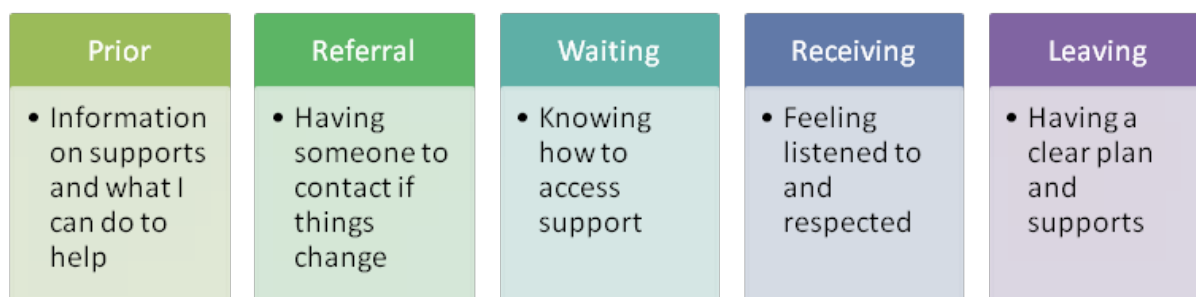 Prior
• Information
on supports
and what I
can do to
help
Referral
• Having
someone to
contact if
things
change
Waiting
• Knowing
how to
access
support
Receiving
• Feeling
listened to
and
respected
Leaving
• Having a
clear plan
and
supports